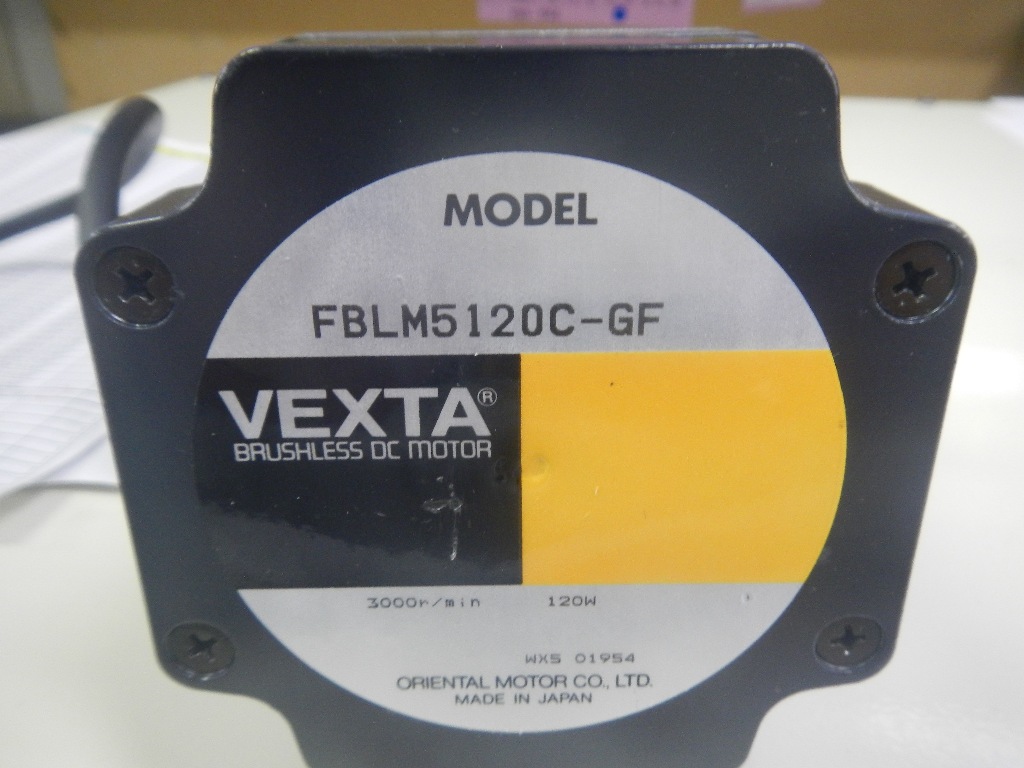 MODEL
FBLM5120C-GF
VEXTA®
BRUSHLESS DC MOTOR
3000r/min 120W
WX5 01954
ORIENTAL MOTOR CO., LTD.
MADE IN JAPAN